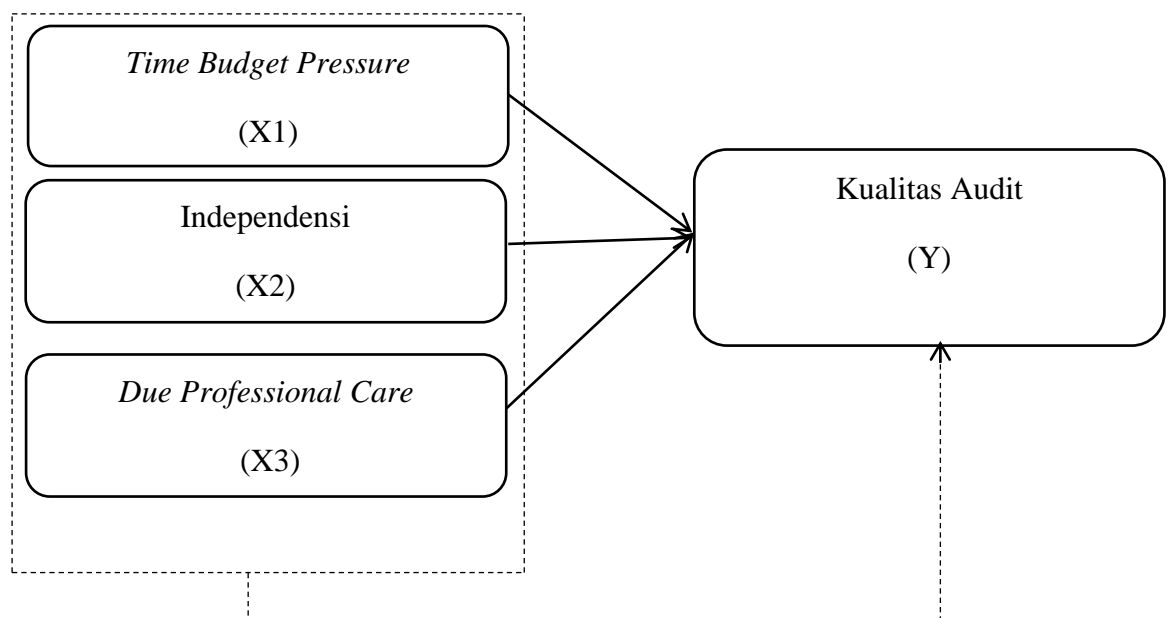 Time Budget Pressure
(X1)
Independensi
(X2)
Due Professional Care
(X3)
Kualitas Audit
(Y)